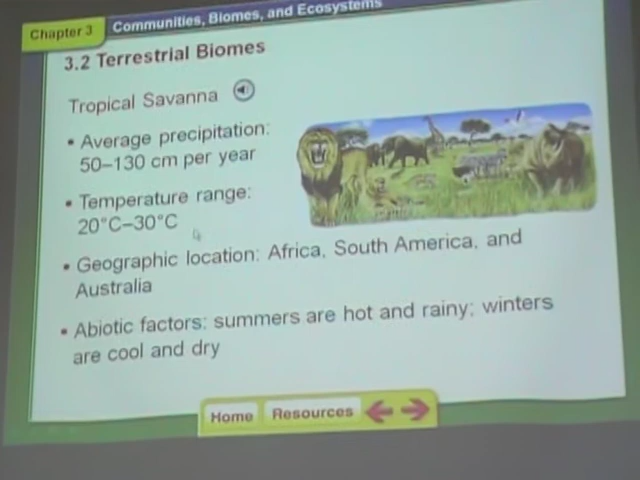 Chapter 3
Communities, Biomes, and Ecosystems
3.2 Terrestrial Biomes
Tropical Savanna
• Average precipitation:
50–130 cm per year
• Temperature range:
20°C–30°C
• Geographic location: Africa, South America, and
Australia
• Abiotic factors: summers are hot and rainy; winters
are cool and dry
Home
Resources